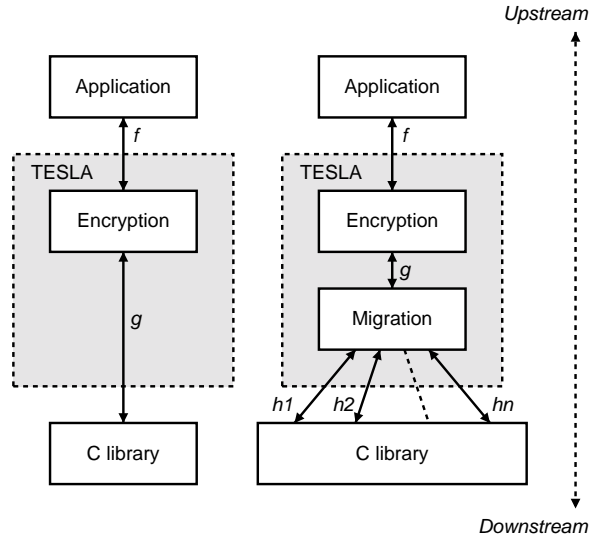 Upstream
Application
Application
f
f
TESLA
TESLA
Encryption
Encryption
g
g
Migration
h1
h2
hn
C library
C library
Downstream